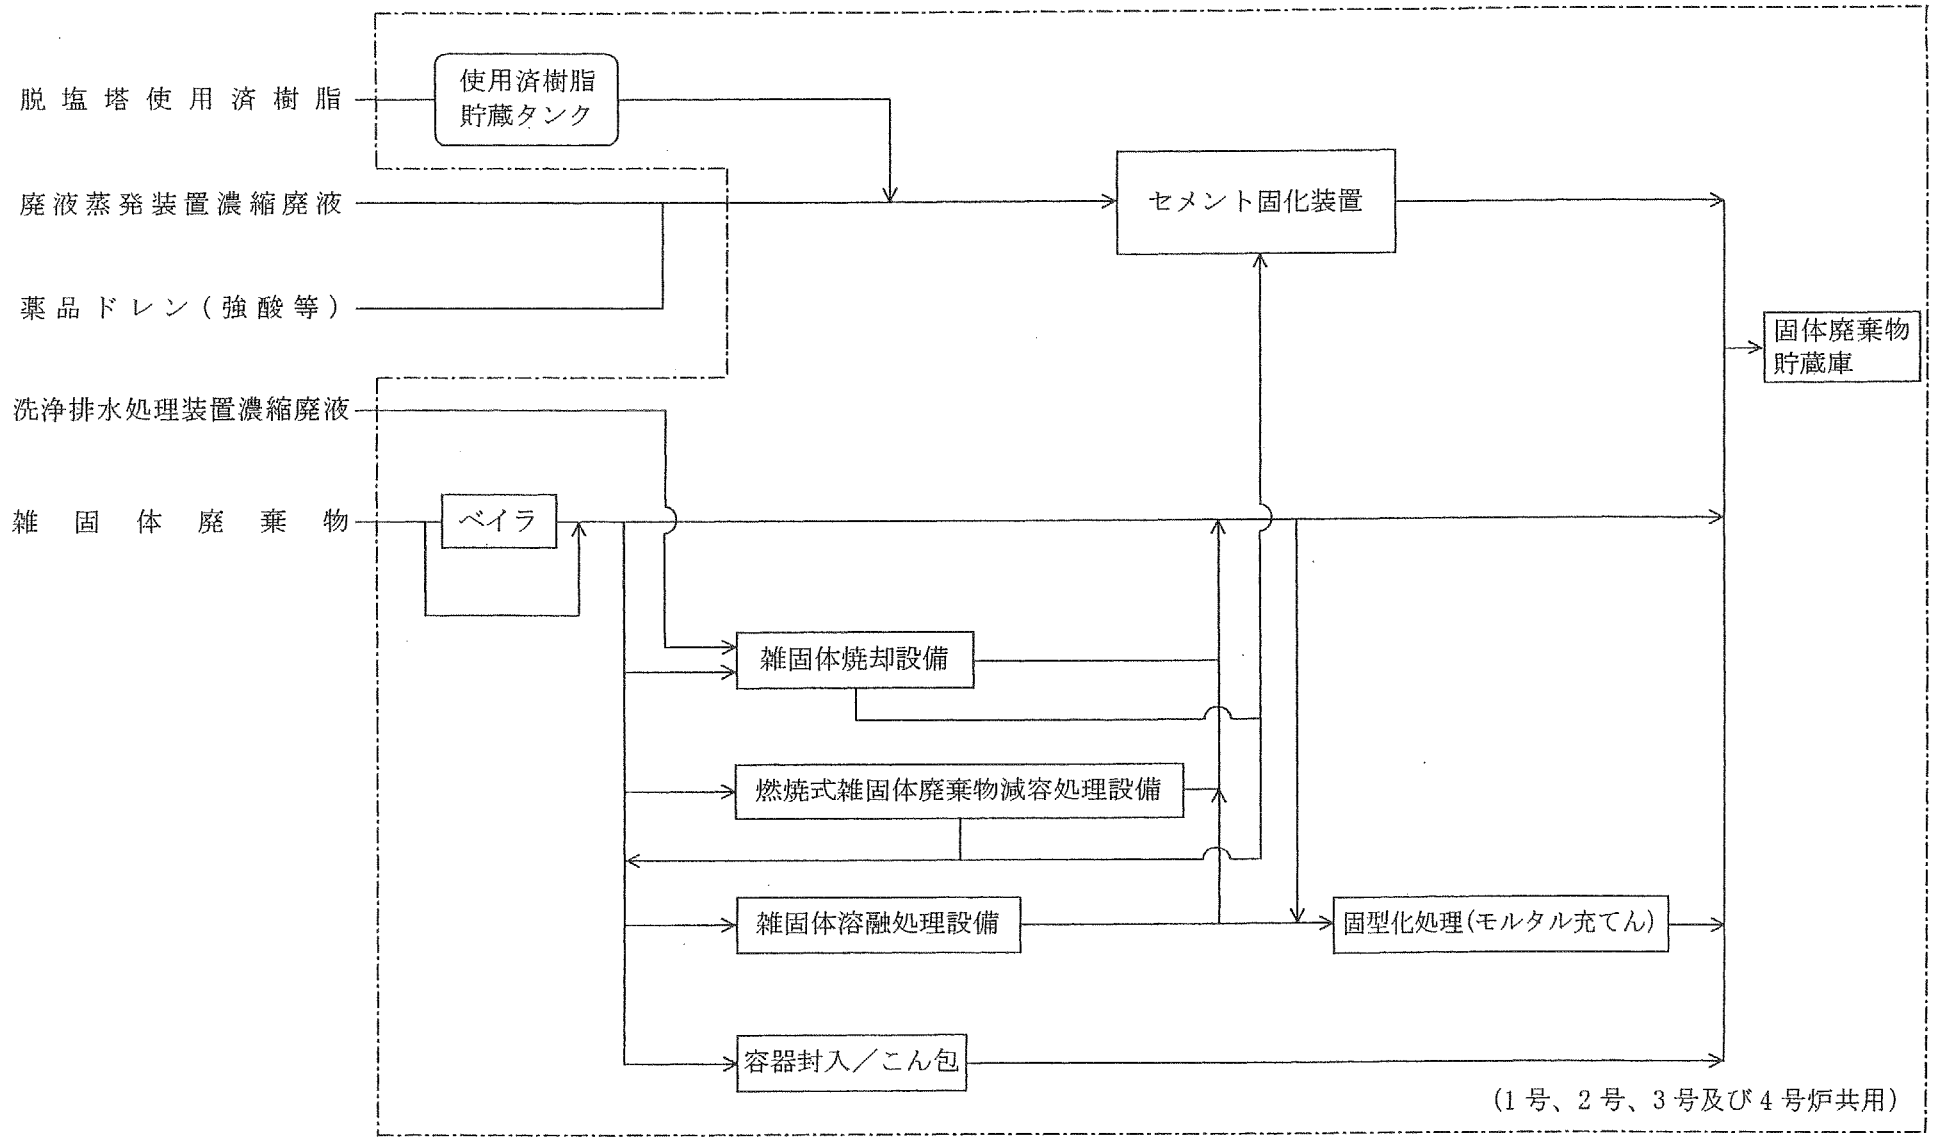 脱塩塔使用済樹脂
使用済樹脂
貯蔵タンク
廃液蒸発装置濃縮廃液
セメント固化装置
薬品ドレン(強酸等)
固体廃棄物
貯蔵庫
洗浄排水処理装置濃縮廃液
雑固体廃棄物
ベイラ
雑固体焼却設備
燃焼式雑固体廃棄物減容処理設備
雑固体溶融処理設備
固型化処理(モルタル充てん)
容器封入/こん包
(1号、2号、3号及び4号炉共用)